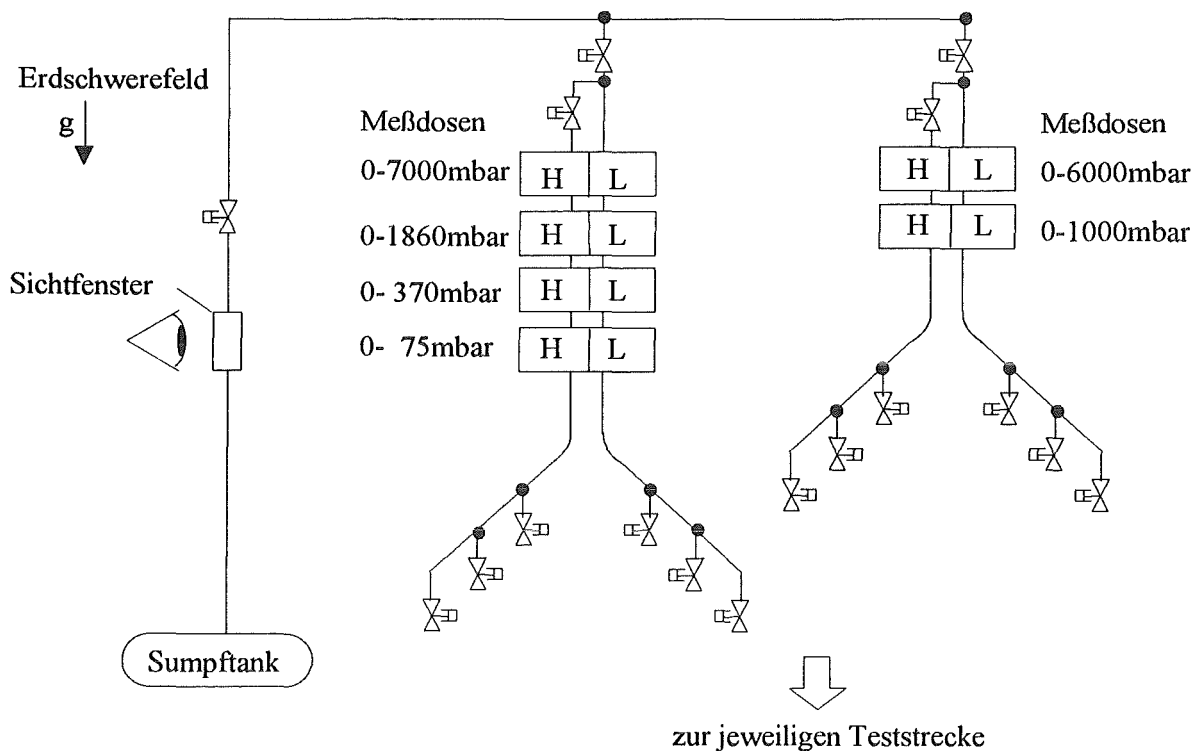 Erdschwerefeld
g
Meßdosen
0-7000mbar
H L
0-1860mbar
H L
0- 370mbar
H L
0- 75mbar
H L
Meßdosen
H L
0-6000mbar
H L
0-1000mbar
Sichtfenster
Sumpftank
zur jeweiligen Teststrecke